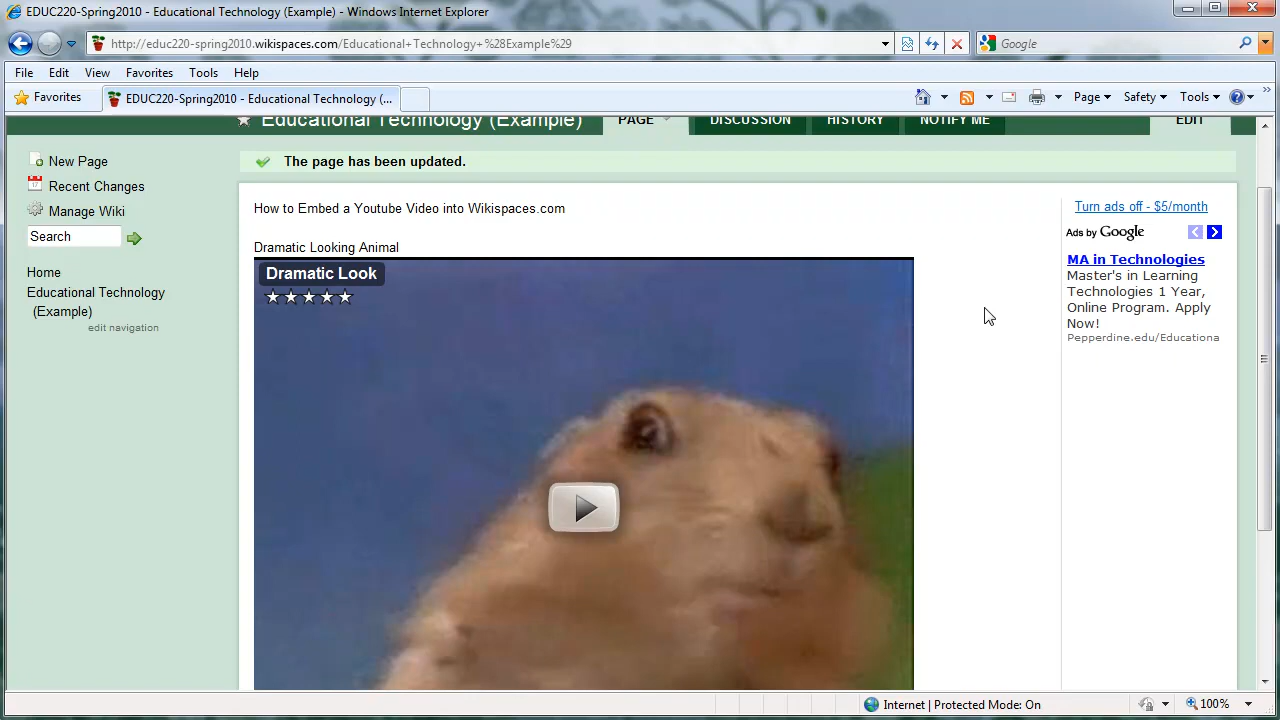 EDUC220-Spring2010 - Educational Technology (Example) - Windows Internet Explorer
http://educ220-spring2010.wikispaces.com/Educational+Technology+%28Example%29
Google
File Edit View Favorites Tools Help
Favorites
EDUC220-Spring2010 - Educational Technology (...
Page Safety Tools
Educational Technology (Example)
PAGE DISCUSSION HISTORY NOTIFY ME EDIT
New Page
Recent Changes
Manage Wiki
Search
Home
Educational Technology
(Example)
edit navigation
The page has been updated.
How to Embed a Youtube Video into Wikispaces.com
Dramatic Looking Animal
Dramatic Look
Turn ads off - $5/month
Ads by Google
MA in Technologies
Master's in Learning
Technologies 1 Year,
Online Program. Apply
Now!
Pepperdine.edu/Educationa
Internet | Protected Mode: On
100%